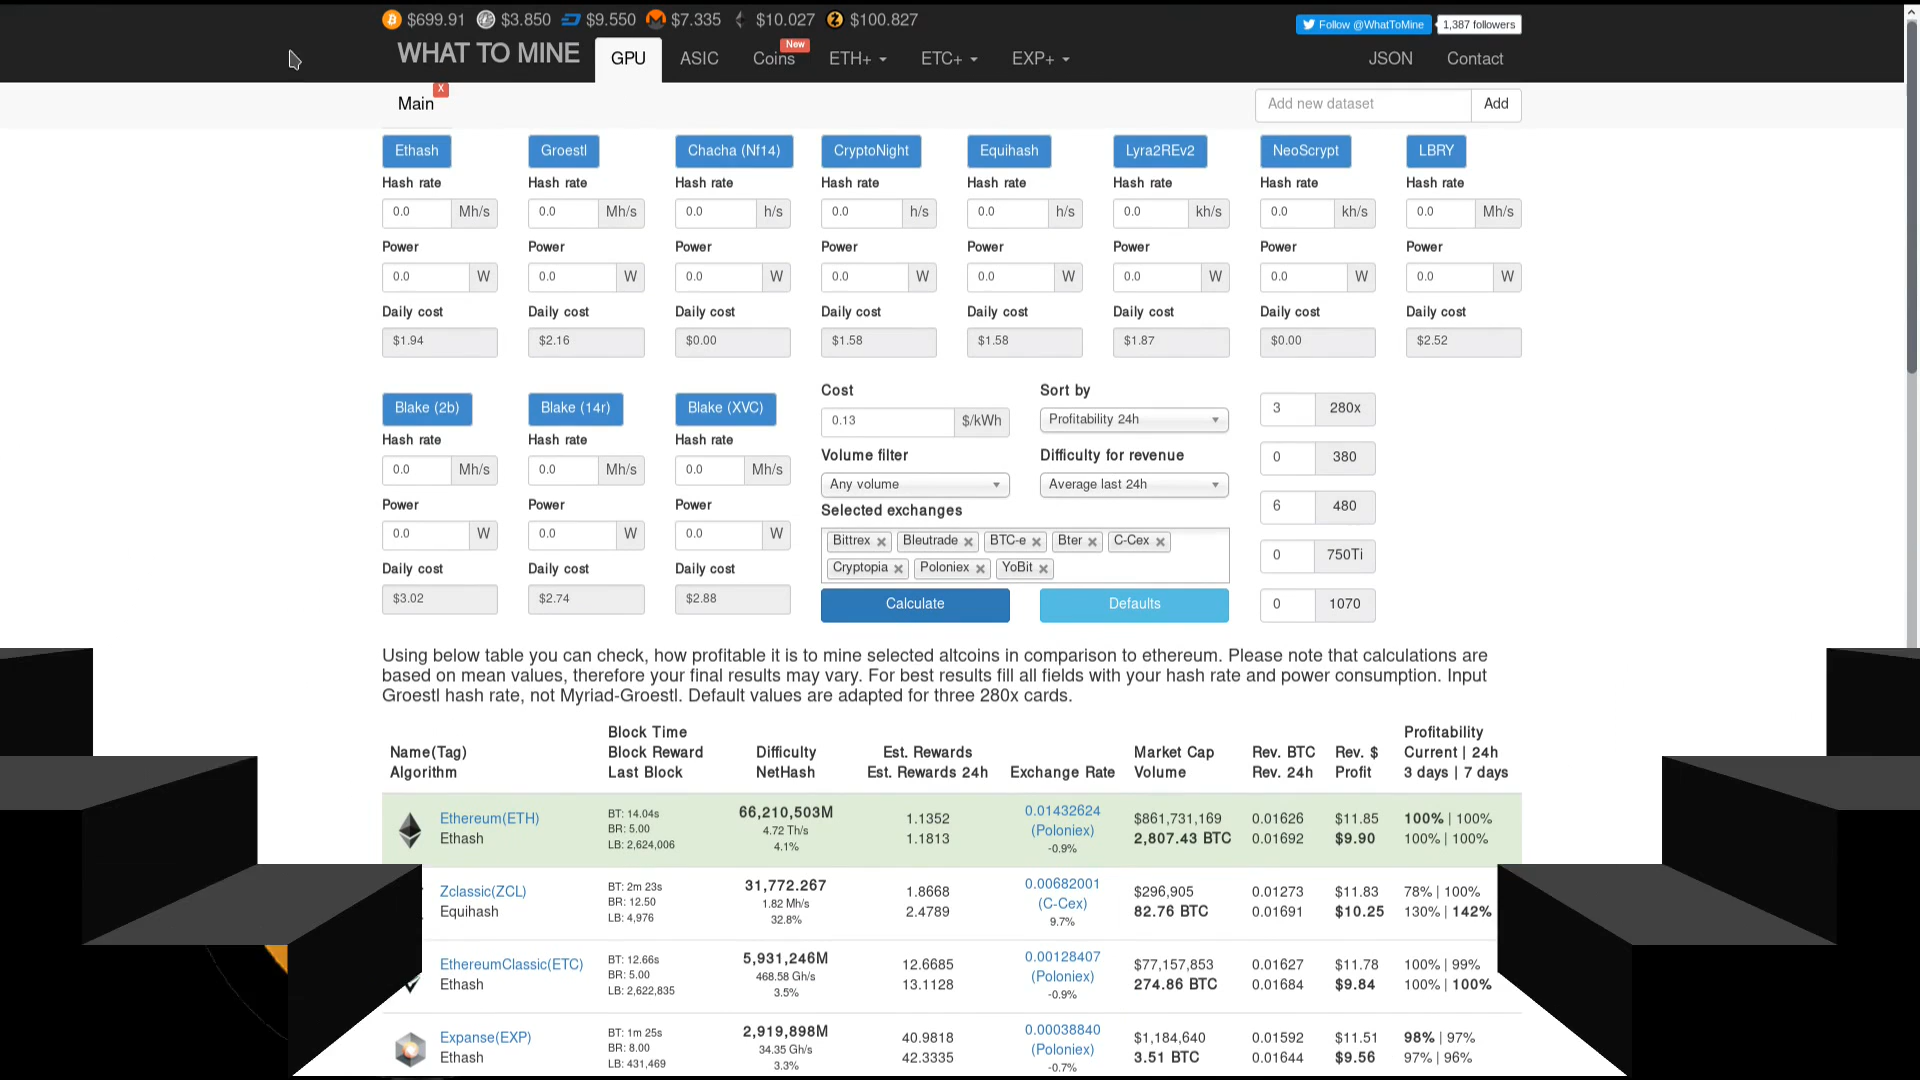 $699.91 $3.850 $9.550 $7.335 $10.027 $100.827
Follow @WhatToMine 1,387 followers
WHAT TO MINE GPU ASIC Coins New ETH+ ETC+ EXP+ JSON Contact
Main X
Add new dataset Add
Ethash Groestl Chacha (Nf14) CryptoNight Equihash Lyra2REv2 NeoScrypt LBRY
Hash rate Hash rate Hash rate Hash rate Hash rate Hash rate Hash rate Hash rate
0.0 Mh/s 0.0 Mh/s 0.0 h/s 0.0 h/s 0.0 h/s 0.0 kh/s 0.0 kh/s 0.0 Mh/s
Power Power Power Power Power Power Power Power
0.0 W 0.0 W 0.0 W 0.0 W 0.0 W 0.0 W 0.0 W 0.0 W
Daily cost Daily cost Daily cost Daily cost Daily cost Daily cost Daily cost Daily cost
$1.94 $2.16 $0.00 $1.58 $1.58 $1.87 $0.00 $2.52
Blake (2b) Blake (14r) Blake (XVC)
Hash rate Hash rate Hash rate
0.0 Mh/s 0.0 Mh/s 0.0 Mh/s
Power Power Power
0.0 W 0.0 W 0.0 W
Daily cost Daily cost Daily cost
$3.02 $2.74 $2.88
Cost Sort by
0.13 $/kWh Profitability 24h
Volume filter Difficulty for revenue
Any volume Average last 24h
Selected exchanges
Bittrex Bleutrade BTC-e Bter C-Cex
Cryptopia Poloniex YoBit
Calculate Defaults
3 280x
0 380
6 480
0 750Ti
0 1070
Using below table you can check, how profitable it is to mine selected altcoins in comparison to ethereum. Please note that calculations are
based on mean values, therefore your final results may vary. For best results fill all fields with your hash rate and power consumption. Input
Groestl hash rate, not Myriad-Groestl. Default values are adapted for three 280x cards.
Block Time Profitability
Name(Tag) Block Reward Difficulty Est. Rewards Market Cap Rev. BTC Rev. $ Current | 24h
Algorithm Last Block NetHash Est. Rewards 24h Exchange Rate Volume Rev. 24h Profit 3 days | 7 days
Ethereum(ETH) BT: 14.04s 66,210,503M 1.1352 0.01432624 $861,731,169 0.01626 $11.85 100% | 100%
Ethash BR: 5.00 4.72 Th/s 1.1813 (Poloniex) 2,807.43 BTC 0.01692 $9.90 100% | 100%
LB: 2,624,006 4.1% -0.9%
Zclassic(ZCL) BT: 2m 23s 31,772.267 1.8668 0.00682001 $296,905 0.01273 $11.83 78% | 100%
Equihash BR: 12.50 1.82 Mh/s 2.4789 (C-Cex) 82.76 BTC 0.01691 $10.25 130% | 142%
LB: 4,976 32.8% 9.7%
EthereumClassic(ETC) BT: 12.66s 5,931,246M 12.6685 0.00128407 $77,157,853 0.01627 $11.78 100% | 99%
Ethash BR: 5.00 468.58 Gh/s 13.1128 (Poloniex) 274.86 BTC 0.01684 $9.84 100% | 100%
LB: 2,622,835 3.5% -0.9%
Expanse(EXP) BT: 1m 25s 2,919,898M 40.9818 0.00038840 $1,184,640 0.01592 $11.51 98% | 97%
Ethash BR: 8.00 34.35 Gh/s 42.3335 (Poloniex) 3.51 BTC 0.01644 $9.56 97% | 96%
LB: 431,469 3.3% -0.7%